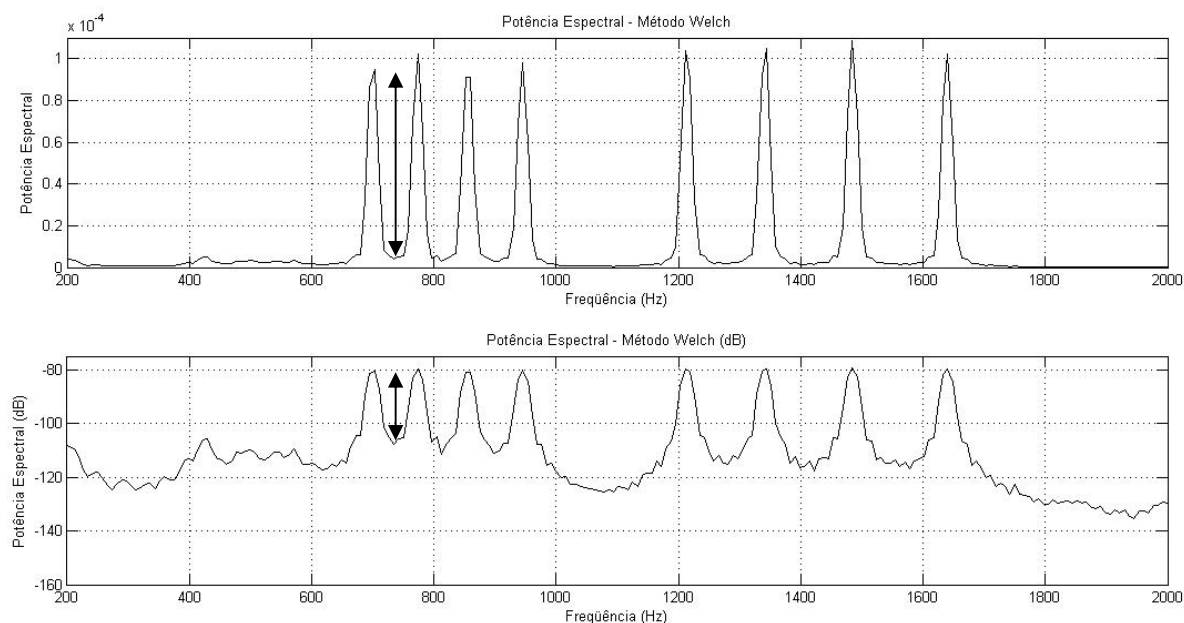 Potência Espectral - Método Welch
x 10⁻⁴
1
0.8
0.6
0.4
0.2
0
Potência Espectral
200 400 600 800 1000 1200 1400 1600 1800 2000
Freqüência (Hz)
Potência Espectral - Método Welch (dB)
-80
-100
-120
-140
-160
Potência Espectral (dB)
200 400 600 800 1000 1200 1400 1600 1800 2000
Freqüência (Hz)